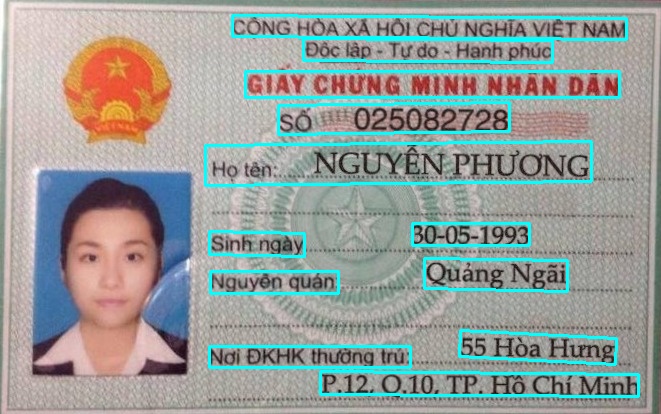 CỘNG HÒA XÃ HỘI CHỦ NGHĨA VIỆT NAM
Độc lập - Tự do - Hạnh phúc
GIẤY CHỨNG MINH NHÂN DÂN
SỐ 025082728
Họ tên: NGUYỄN PHƯƠNG
Sinh ngày 30-05-1993
Nguyên quán Quảng Ngãi
Nơi ĐKHK thường trú: 55 Hòa Hưng
P.12. Q.10. TP. Hồ Chí Minh
VIỆT NAM